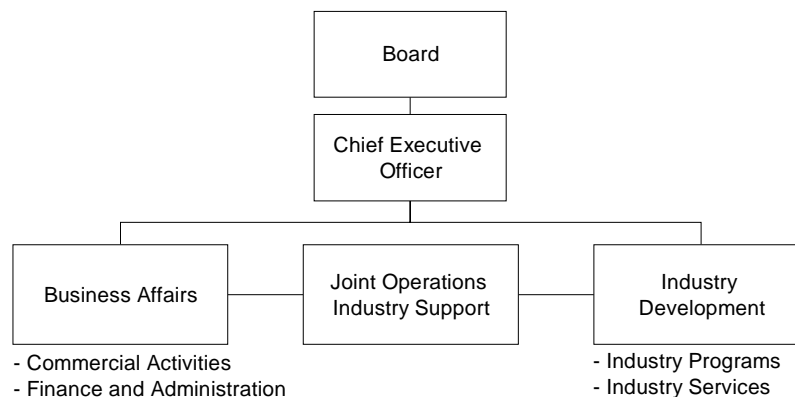 Board
Chief Executive
Officer
Business Affairs
Joint Operations
Industry Support
Industry
Development
- Commercial Activities
- Finance and Administration
- Industry Programs
- Industry Services